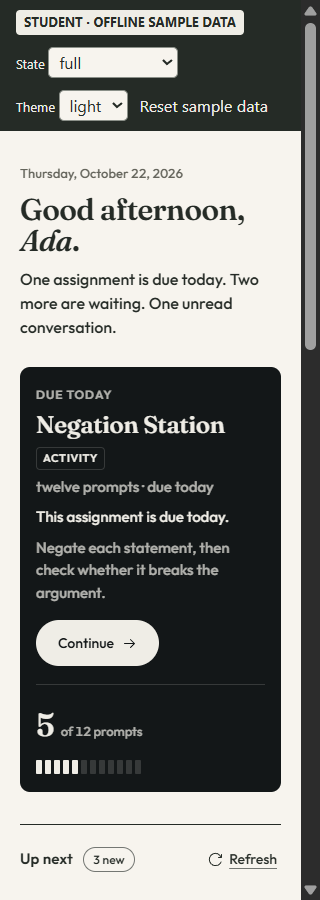 STUDENT · OFFLINE SAMPLE DATA
State full
Theme light Reset sample data
Thursday, October 22, 2026
Good afternoon,
Ada.
One assignment is due today. Two
more are waiting. One unread
conversation.
DUE TODAY
Negation Station
ACTIVITY
twelve prompts · due today
This assignment is due today.
Negate each statement, then
check whether it breaks the
argument.
Continue →
5 of 12 prompts
Up next 3 new Refresh